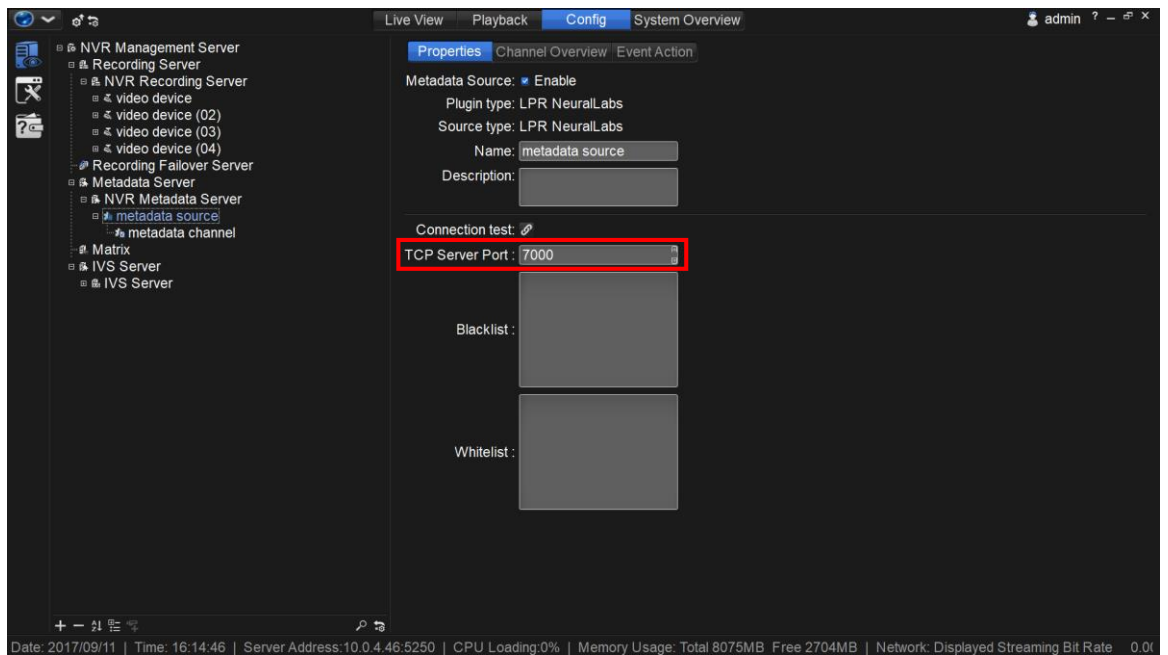 Live View Playback Config System Overview admin ? – ×
NVR Management Server
Recording Server
NVR Recording Server
video device
video device (02)
video device (03)
video device (04)
Recording Failover Server
Metadata Server
NVR Metadata Server
metadata source
metadata channel
Matrix
IVS Server
IVS Server
Properties Channel Overview Event Action
Metadata Source: Enable
Plugin type: LPR NeuralLabs
Source type: LPR NeuralLabs
Name: metadata source
Description:
Connection test:
TCP Server Port : 7000
Blacklist :
Whitelist :
Date: 2017/09/11 | Time: 16:14:46 | Server Address:10.0.4.46:5250 | CPU Loading:0% | Memory Usage: Total 8075MB Free 2704MB | Network: Displayed Streaming Bit Rate 0.0